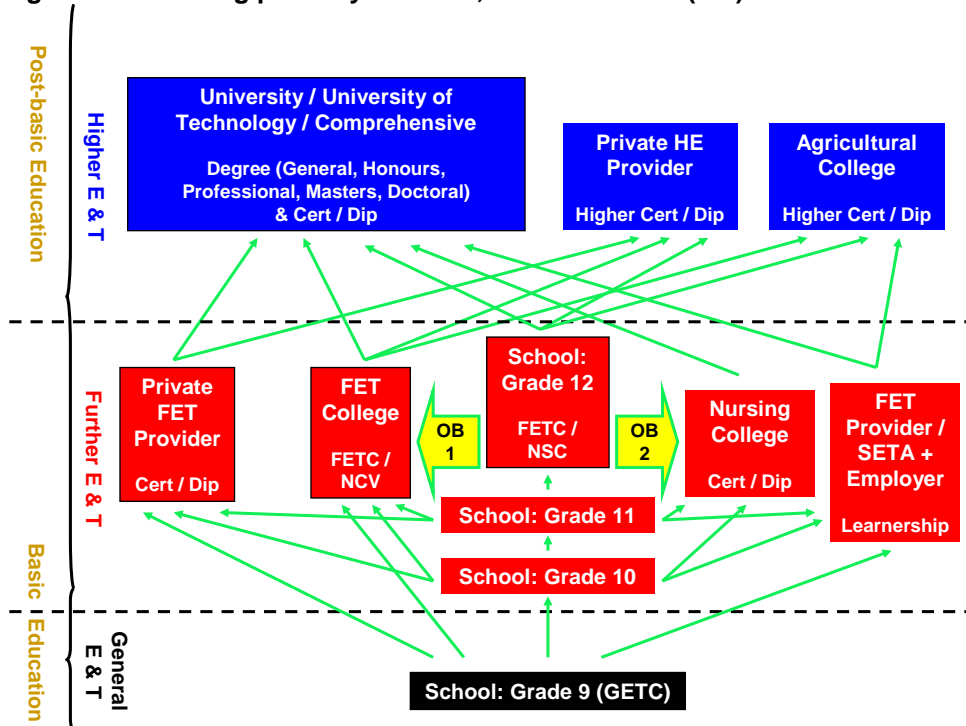 Post-basic Education
Higher E & T
University / University of
Technology / Comprehensive
Degree (General, Honours,
Professional, Masters, Doctoral)
& Cert / Dip
Private HE
Provider
Higher Cert / Dip
Agricultural
College
Higher Cert / Dip
Further E & T
Private
FET
Provider
Cert / Dip
FET
College
FETC /
NCV
OB
1
School:
Grade 12
FETC /
NSC
OB
2
Nursing
College
Cert / Dip
FET
Provider /
SETA +
Employer
Learnership
School: Grade 11
School: Grade 10
Basic Education
General
E & T
School: Grade 9 (GETC)